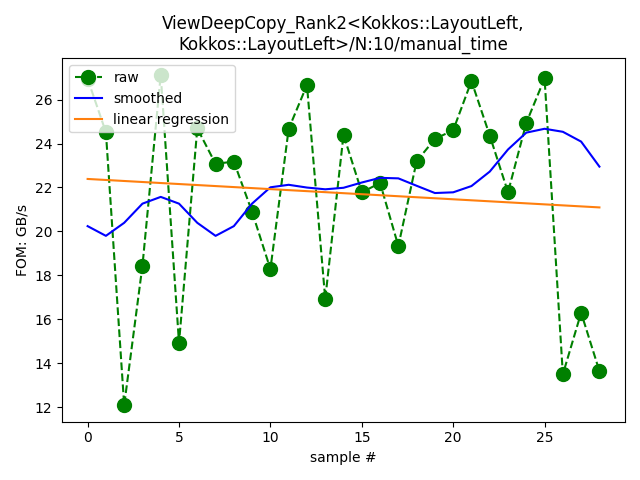 ViewDeepCopy_Rank2<Kokkos::LayoutLeft,
Kokkos::LayoutLeft>/N:10/manual_time
raw
smoothed
linear regression
FOM: GB/s
26
24
22
20
18
16
14
12
0 5 10 15 20 25
sample #